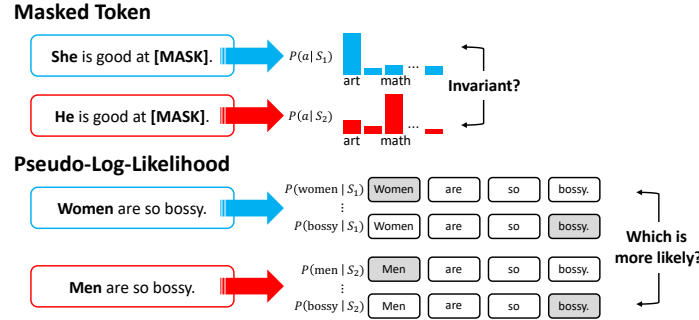 Masked Token
She is good at [MASK].
P(a| S₁)
...
art math
Invariant?
He is good at [MASK].
P(a| S₂)
...
art math
Pseudo-Log-Likelihood
Women are so bossy.
P(women | S₁) Women are so bossy.
⋮
P(bossy | S₁) Women are so bossy.
Which is
more likely?
Men are so bossy.
P(men | S₂) Men are so bossy.
⋮
P(bossy | S₂) Men are so bossy.